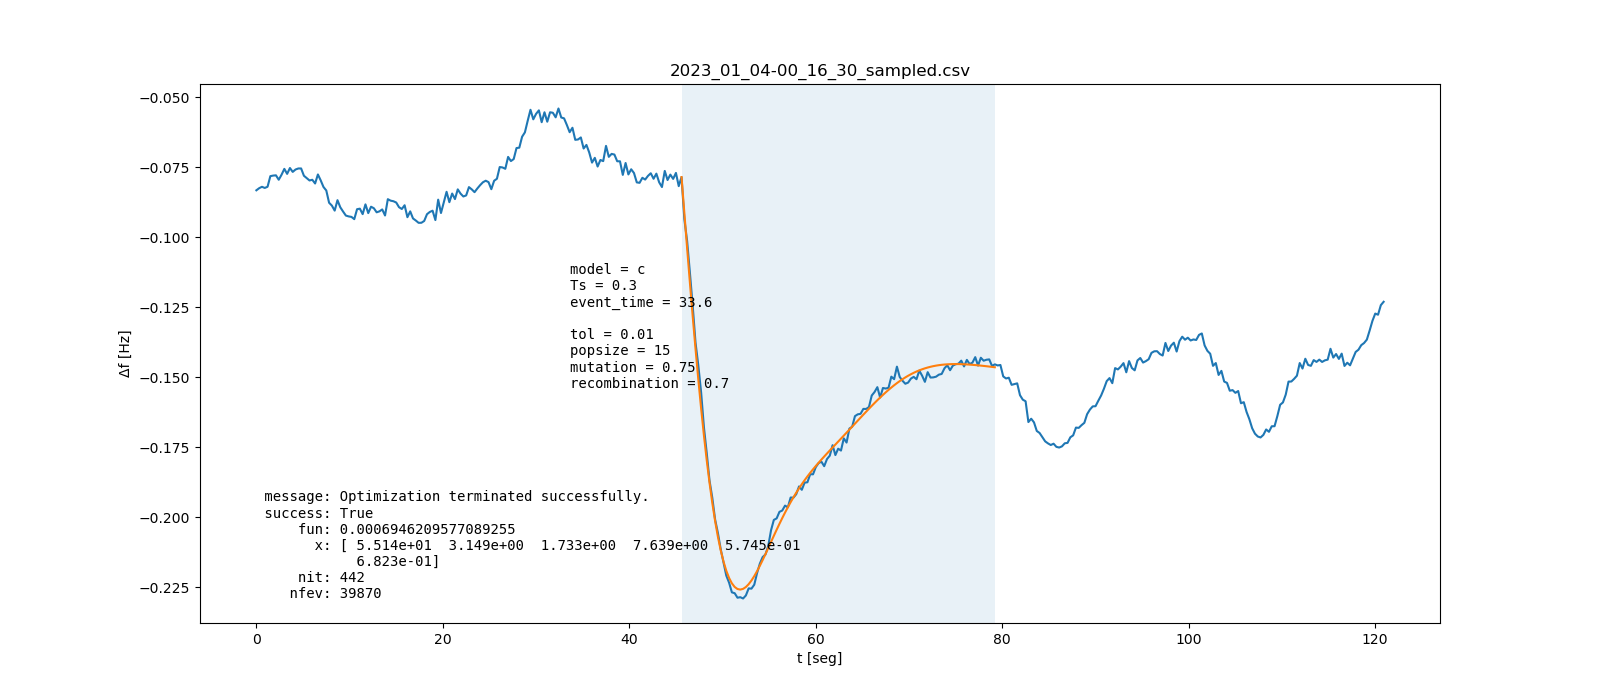 2023_01_04-00_16_30_sampled.csv
−0.050
−0.075
−0.100
−0.125
−0.150
−0.175
−0.200
−0.225
Δf [Hz]
model = c
Ts = 0.3
event_time = 33.6
tol = 0.01
popsize = 15
mutation = 0.75
recombination = 0.7
message: Optimization terminated successfully.
success: True
fun: 0.0006946209577089255
x: [ 5.514e+01  3.149e+00  1.733e+00  7.639e+00  5.745e-01
6.823e-01]
nit: 442
nfev: 39870
0 20 40 60 80 100 120
t [seg]